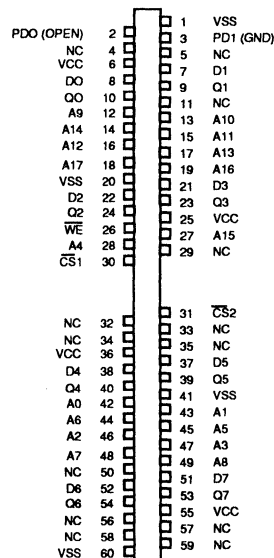 1 VSS
PDO (OPEN) 2 3 PD1 (GND)
NC 4 5 NC
VCC 6 7 D1
DO 8 9 Q1
QO 10 11 NC
A9 12 13 A10
A14 14 15 A11
A12 16 17 A13
A17 18 19 A16
VSS 20 21 D3
D2 22 23 Q3
Q2 24 25 VCC
WE 26 27 A15
A4 28 29 NC
CS1 30
31 CS2
NC 32 33 NC
NC 34 35 NC
VCC 36 37 D5
D4 38 39 Q5
Q4 40 41 VSS
A0 42 43 A1
A6 44 45 A5
A2 46 47 A3
A7 48 49 A8
NC 50 51 D7
D6 52 53 Q7
Q6 54 55 VCC
NC 56 57 NC
NC 58 59 NC
VSS 60